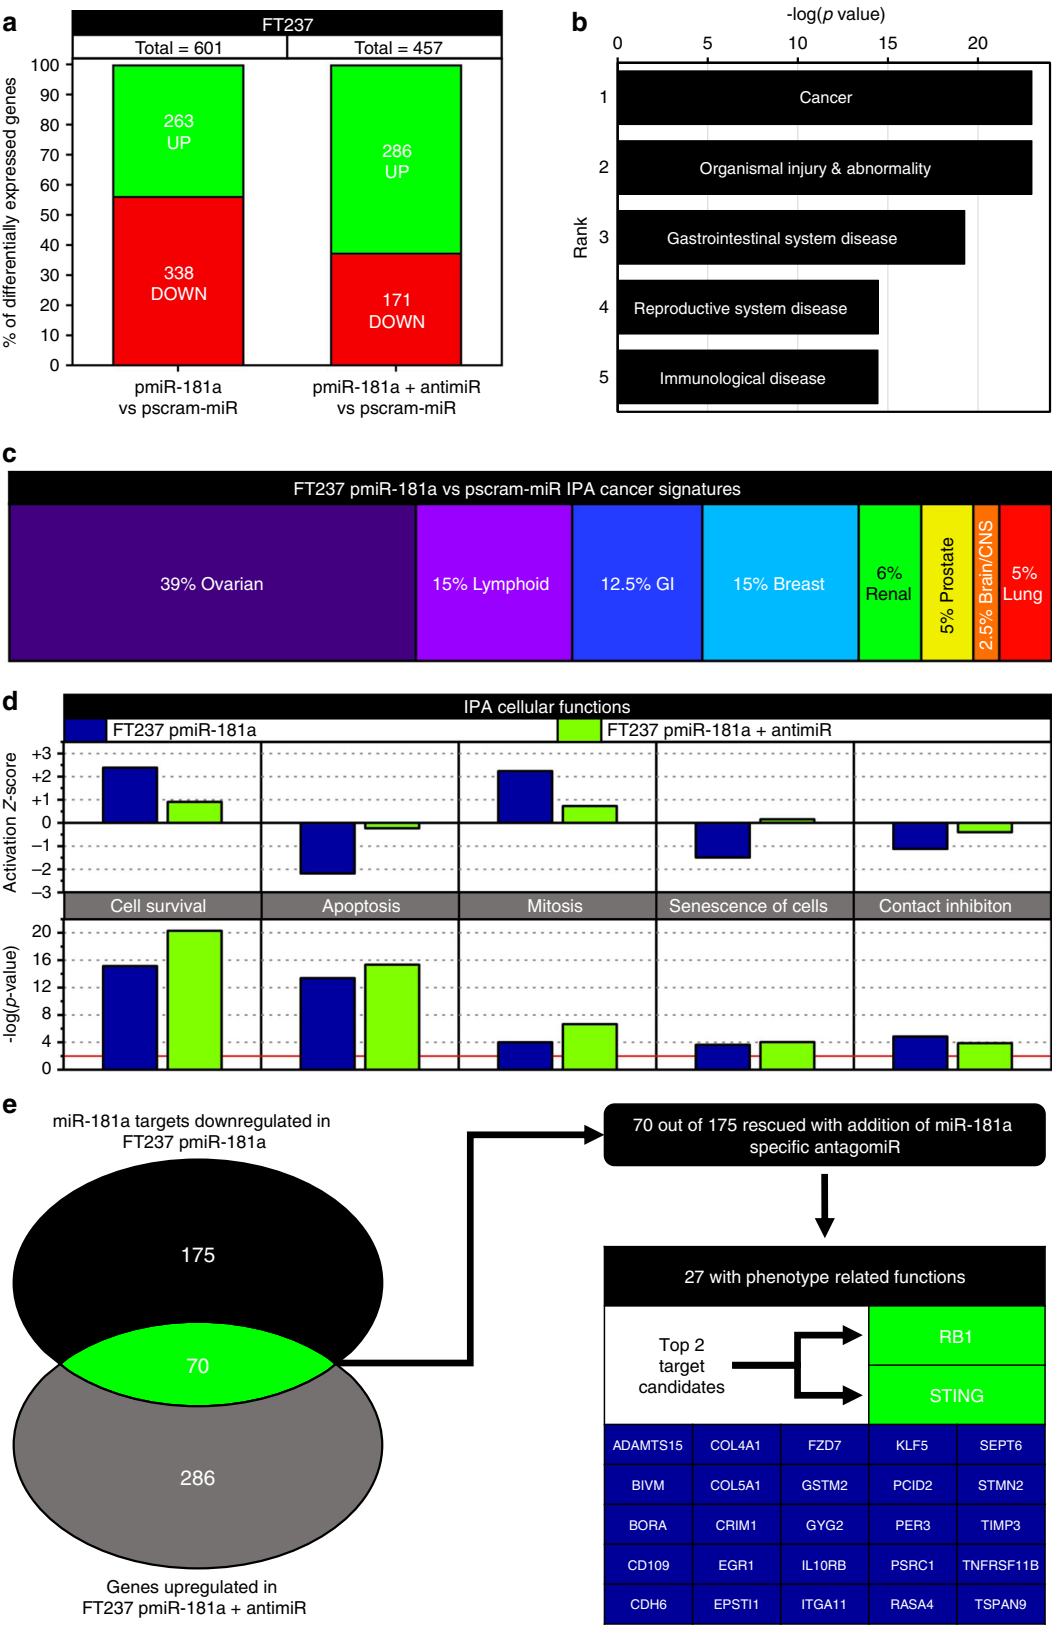 a
FT237
Total = 601
Total = 457
% of differentially expressed genes
100
90
80
70
60
50
40
30
20
10
0
263
UP
338
DOWN
286
UP
171
DOWN
pmiR-181a
vs pscram-miR
pmiR-181a + antimiR
vs pscram-miR
b
-log(p value)
0 5 10 15 20
Rank
1 Cancer
2 Organismal injury & abnormality
3 Gastrointestinal system disease
4 Reproductive system disease
5 Immunological disease
c
FT237 pmiR-181a vs pscram-miR IPA cancer signatures
39% Ovarian
15% Lymphoid
12.5% GI
15% Breast
6%
Renal
5% Prostate
2.5% Brain/CNS
5%
Lung
d
IPA cellular functions
FT237 pmiR-181a
FT237 pmiR-181a + antimiR
Activation Z-score
+3
+2
+1
0
−1
−2
−3
Cell survival
Apoptosis
Mitosis
Senescence of cells
Contact inhibiton
-log(p-value)
20
16
12
8
4
0
e
miR-181a targets downregulated in
FT237 pmiR-181a
175
70
286
Genes upregulated in
FT237 pmiR-181a + antimiR
70 out of 175 rescued with addition of miR-181a
specific antagomiR
27 with phenotype related functions
Top 2
target
candidates
RB1
STING
ADAMTS15 COL4A1 FZD7 KLF5 SEPT6
BIVM COL5A1 GSTM2 PCID2 STMN2
BORA CRIM1 GYG2 PER3 TIMP3
CD109 EGR1 IL10RB PSRC1 TNFRSF11B
CDH6 EPSTI1 ITGA11 RASA4 TSPAN9